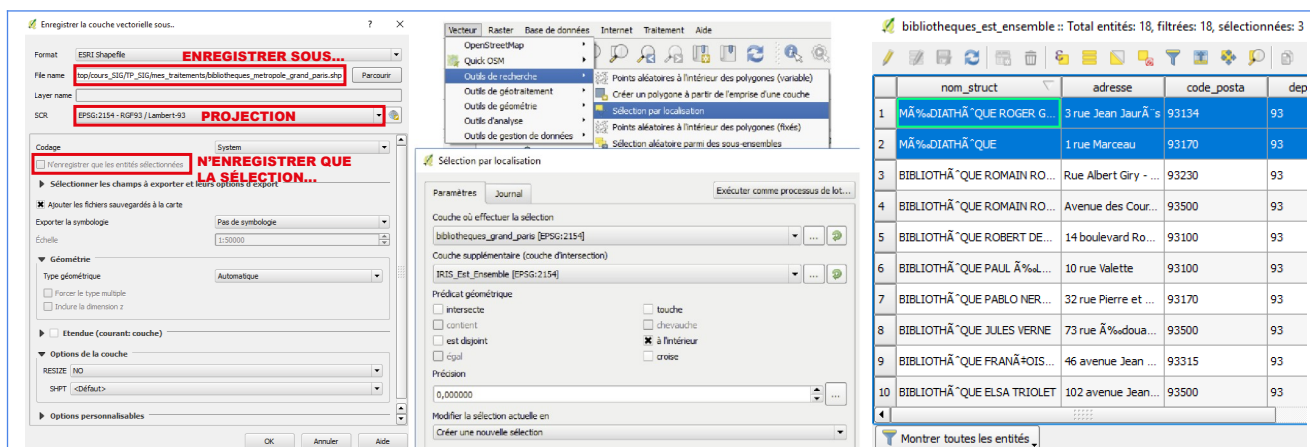 Enregistrer la couche vectorielle sous..
Format ESRI Shapefile
ENREGISTRER SOUS...
File name top/cours_SIG/TP_SIG/mes_traitements/bibliotheques_metropole_grand_paris.shp Parcourir
Layer name
SCR EPSG:2154 - RGF93 / Lambert-93 PROJECTION
Codage System
N'enregistrer que les entités sélectionnées
N'ENREGISTRER QUE
LA SÉLECTION...
Sélectionner les champs à exporter et leurs options d'export
Ajouter les fichiers sauvegardés à la carte
Exporter la symbologie Pas de symbologie
Échelle 1:50000
Géométrie
Type géométrique Automatique
Forcer le type multiple
Inclure la dimension z
Etendue (courant: couche)
Options de la couche
RESIZE NO
SHPT <Défaut>
Options personnalisables
OK Annuler Aide
Vecteur Raster Base de données Internet Traitement Aide
OpenStreetMap
Quick OSM
Outils de recherche
Outils de géotraitement
Outils de géométrie
Outils d'analyse
Outils de gestion de données
Points aléatoires à l'intérieur des polygones (variable)
Créer un polygone à partir de l'emprise d'une couche
Sélection par localisation
Points aléatoires à l'intérieur des polygones (fixés)
Sélection aléatoire parmi des sous-ensembles
Sélection par localisation
Paramètres Journal Exécuter comme processus de lot...
Couche où effectuer la sélection
bibliotheques_grand_paris [EPSG:2154]
Couche supplémentaire (couche d'intersection)
IRIS_Est_Ensemble [EPSG:2154]
Prédicat géométrique
intersecte touche
contient chevauche
est disjoint à l'intérieur
égal croise
Précision
0,000000
Modifier la sélection actuelle en
Créer une nouvelle sélection
bibliotheques_est_ensemble :: Total entités: 18, filtrées: 18, sélectionnées: 3
nom_struct adresse code_posta dep
1 MÃ‰DIATHÃˆQUE ROGER G... 3 rue Jean JaurÃ¨s 93134 93
2 MÃ‰DIATHÃˆQUE 1 rue Marceau 93170 93
3 BIBLIOTHÃˆQUE ROMAIN RO... Rue Albert Giry - ... 93230 93
4 BIBLIOTHÃˆQUE ROMAIN RO... Avenue des Cour... 93500 93
5 BIBLIOTHÃˆQUE ROBERT DE... 14 boulevard Ro... 93100 93
6 BIBLIOTHÃˆQUE PAUL Ã‰L... 10 rue Valette 93100 93
7 BIBLIOTHÃˆQUE PABLO NER... 32 rue Pierre et ... 93170 93
8 BIBLIOTHÃˆQUE JULES VERNE 73 rue Ã‰doua... 93500 93
9 BIBLIOTHÃˆQUE FRANÃ‡OIS... 46 avenue Jean ... 93315 93
10 BIBLIOTHÃˆQUE ELSA TRIOLET 102 avenue Jean... 93500 93
Montrer toutes les entités